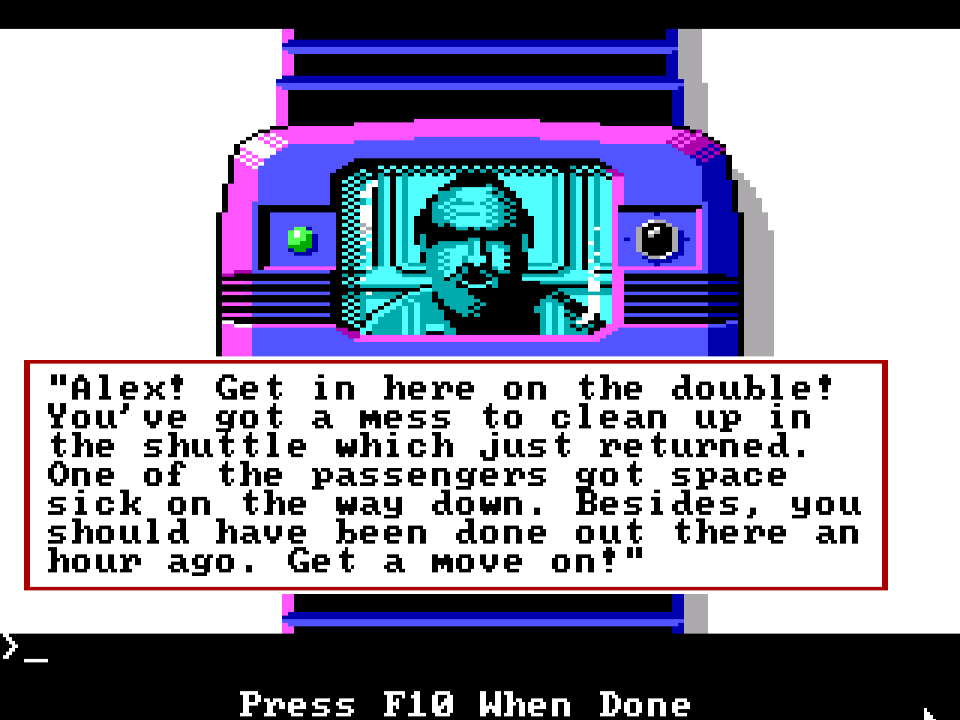 "Alex! Get in here on the double!
You've got a mess to clean up in
the shuttle which just returned.
One of the passengers got space
sick on the way down. Besides, you
should have been done out there an
hour ago. Get a move on!"
>_
Press F10 When Done